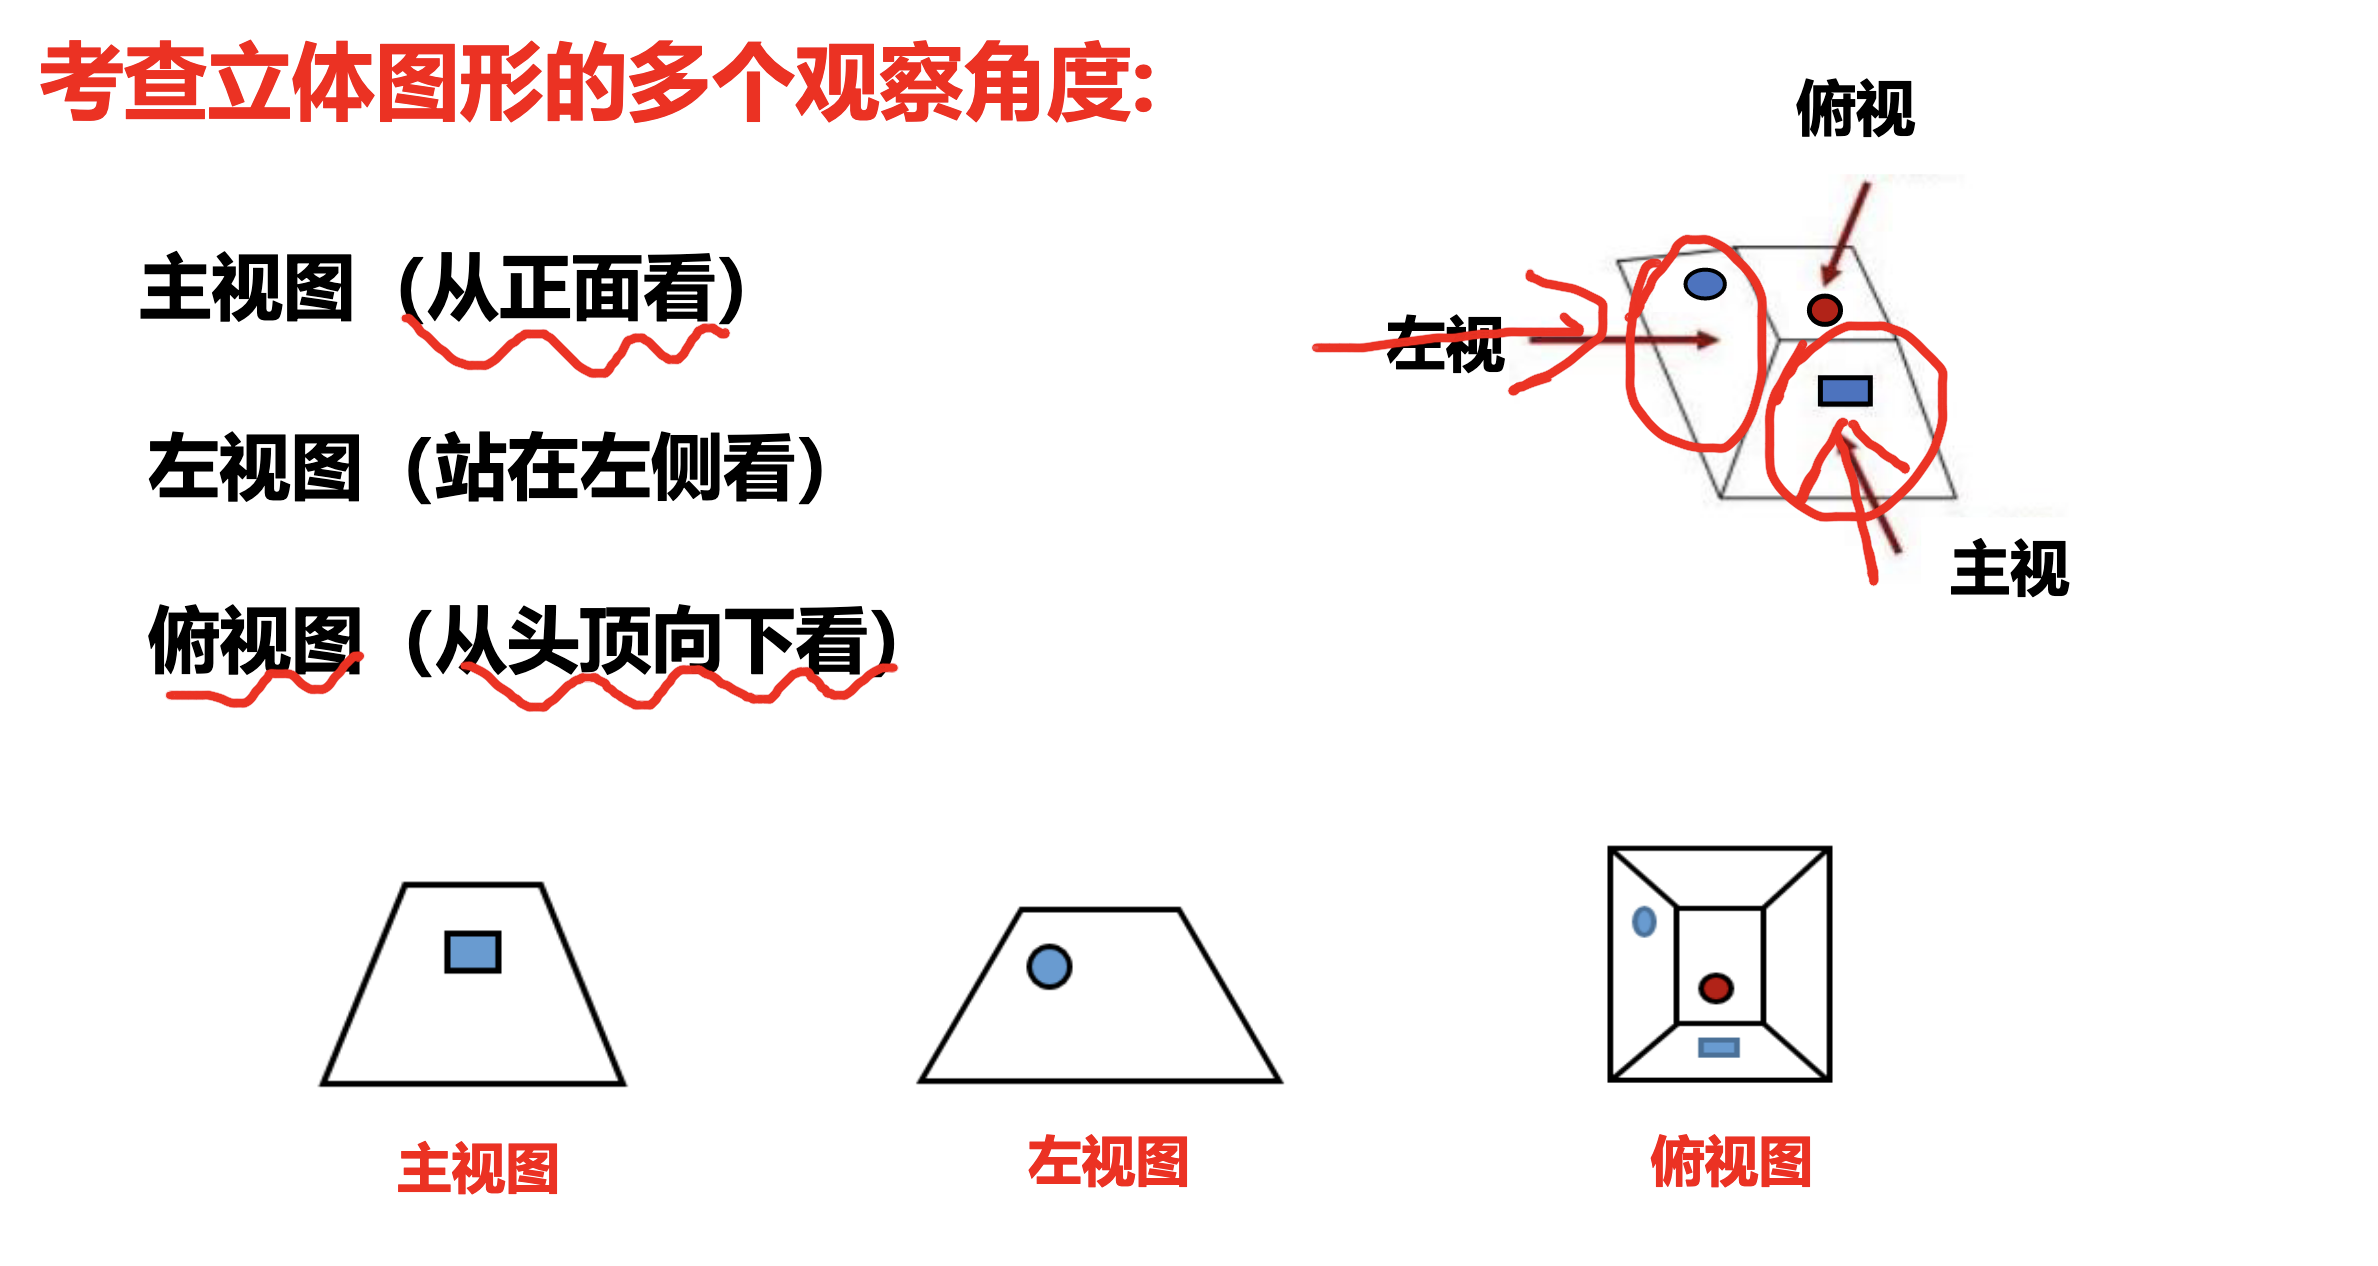 考查立体图形的多个观察角度:
俯视
主视图（从正面看）
左视
左视图（站在左侧看）
主视
俯视图（从头顶向下看）
主视图
左视图
俯视图